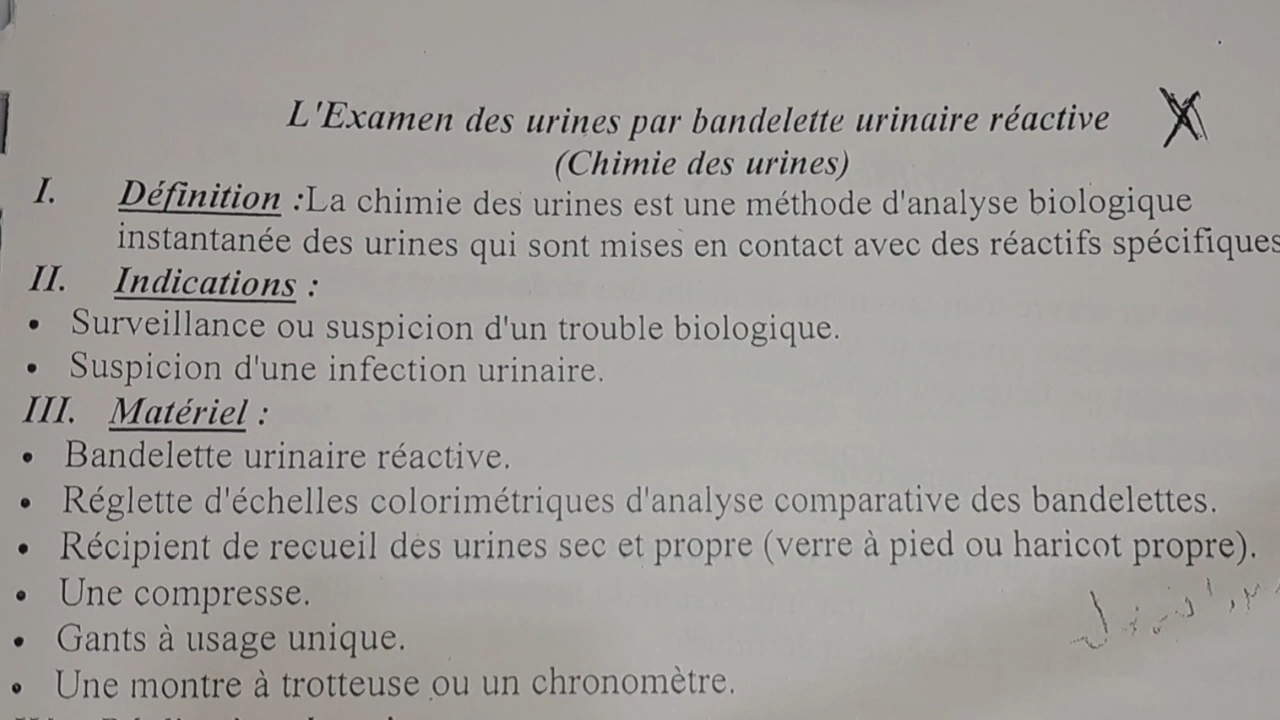 L'Examen des urines par bandelette urinaire réactive
(Chimie des urines)
I. Définition :La chimie des urines est une méthode d'analyse biologique
instantanée des urines qui sont mises en contact avec des réactifs spécifiques
II. Indications :
• Surveillance ou suspicion d'un trouble biologique.
• Suspicion d'une infection urinaire.
III. Matériel :
• Bandelette urinaire réactive.
• Réglette d'échelles colorimétriques d'analyse comparative des bandelettes.
• Récipient de recueil des urines sec et propre (verre à pied ou haricot propre).
• Une compresse.
• Gants à usage unique.
• Une montre à trotteuse ou un chronomètre.